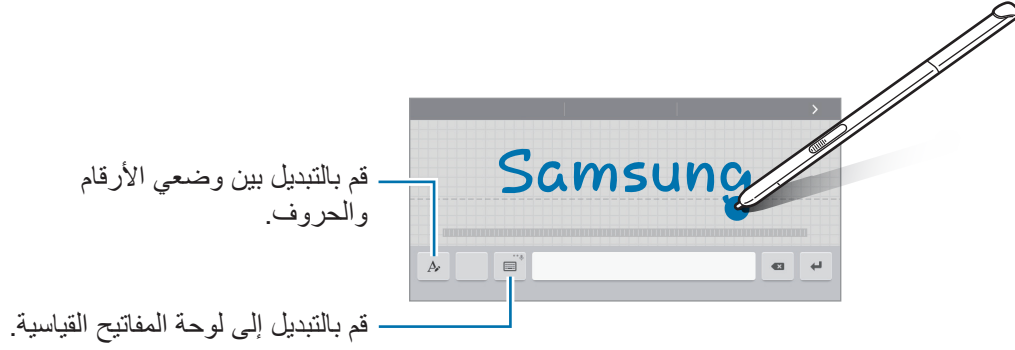 Samsung
قم بالتبديل بين وضعي الأرقام
والحروف.
قم بالتبديل إلى لوحة المفاتيح القياسية.